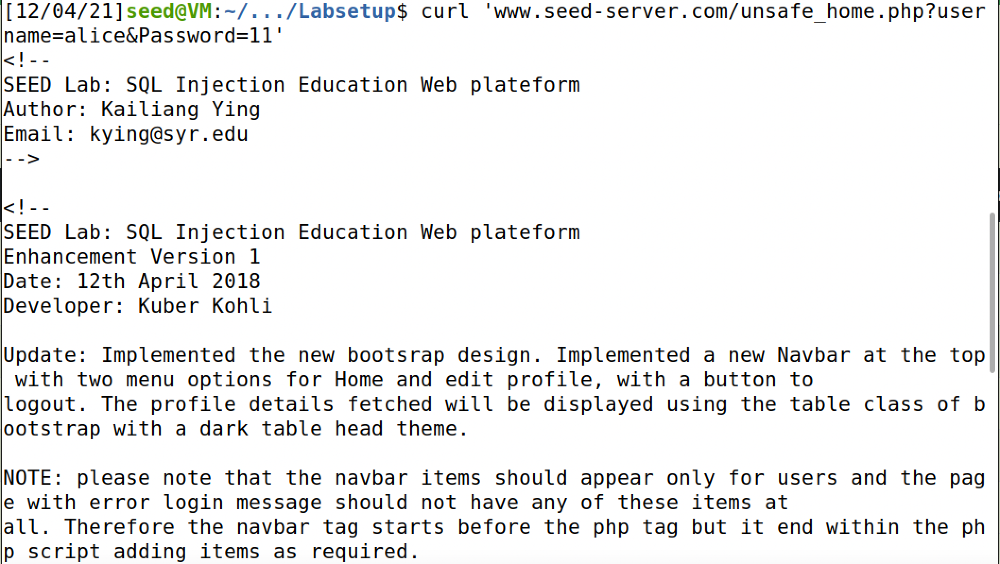 [12/04/21]seed@VM:~/.../Labsetup$ curl 'www.seed-server.com/unsafe_home.php?user
name=alice&Password=11'
<!--
SEED Lab: SQL Injection Education Web plateform
Author: Kailiang Ying
Email: kying@syr.edu
-->

<!--
SEED Lab: SQL Injection Education Web plateform
Enhancement Version 1
Date: 12th April 2018
Developer: Kuber Kohli

Update: Implemented the new bootsrap design. Implemented a new Navbar at the top
 with two menu options for Home and edit profile, with a button to
logout. The profile details fetched will be displayed using the table class of b
ootstrap with a dark table head theme.

NOTE: please note that the navbar items should appear only for users and the pag
e with error login message should not have any of these items at
all. Therefore the navbar tag starts before the php tag but it end within the ph
p script adding items as required.